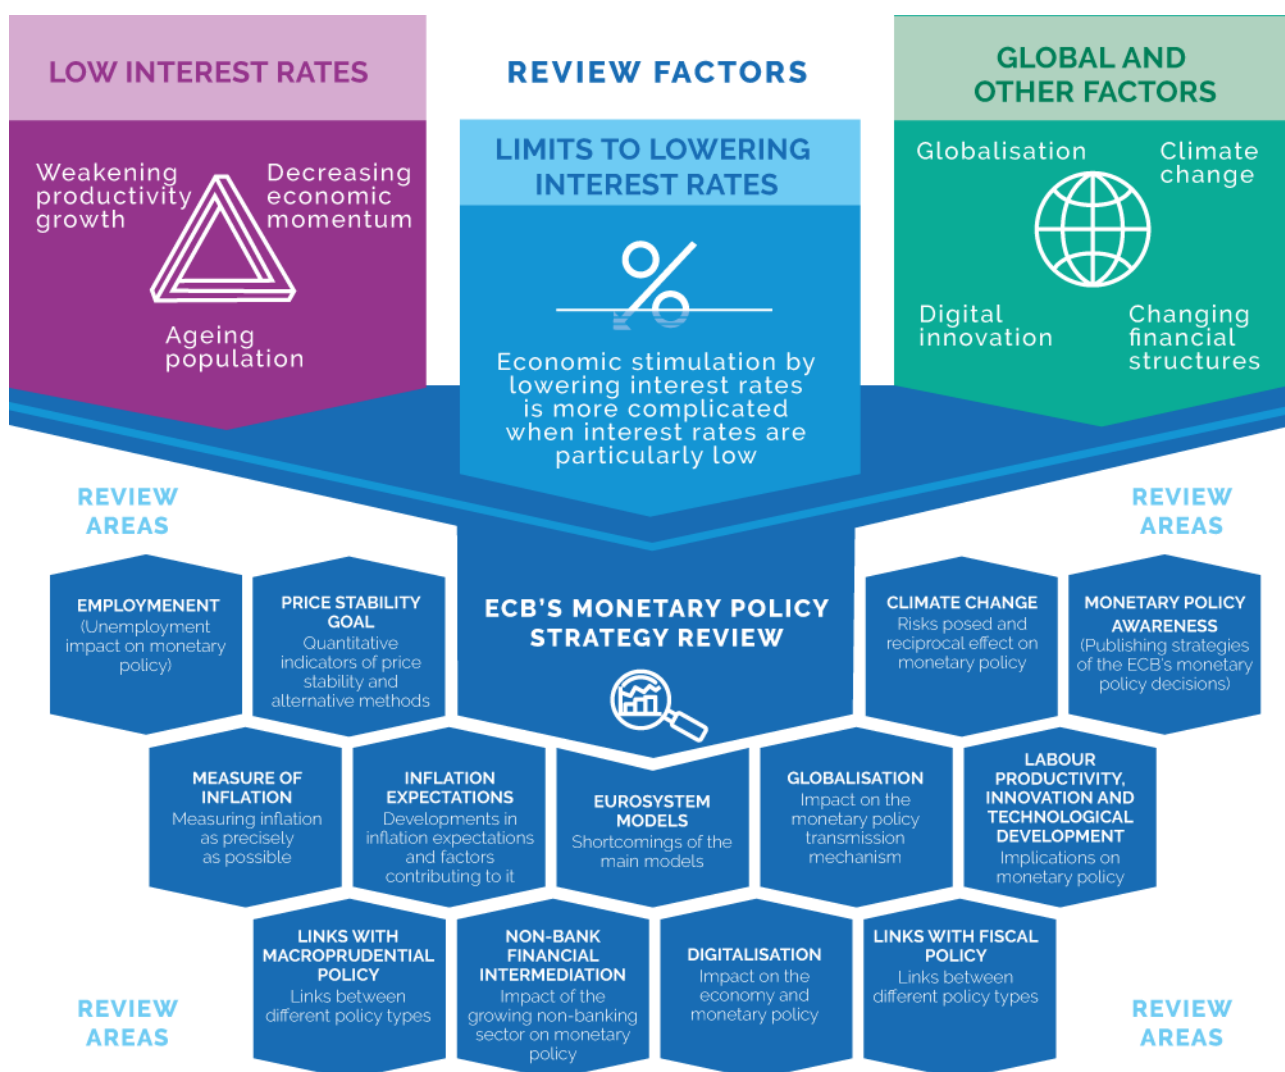 LOW INTEREST RATES
Weakening
productivity
growth
Decreasing
economic
momentum
Ageing
population
REVIEW FACTORS
LIMITS TO LOWERING
INTEREST RATES
%
Economic stimulation by
lowering interest rates
is more complicated
when interest rates are
particularly low
GLOBAL AND
OTHER FACTORS
Globalisation
Climate
change
Digital
innovation
Changing
financial
structures
REVIEW
AREAS
REVIEW
AREAS
ECB'S MONETARY POLICY
STRATEGY REVIEW
EMPLOYMENENT
(Unemployment
impact on monetary
policy)
PRICE STABILITY
GOAL
Quantitative
indicators of price
stability and
alternative methods
CLIMATE CHANGE
Risks posed and
reciprocal effect on
monetary policy
MONETARY POLICY
AWARENESS
(Publishing strategies
of the ECB's monetary
policy decisions)
MEASURE OF
INFLATION
Measuring inflation
as precisely
as possible
INFLATION
EXPECTATIONS
Developments in
inflation expectations
and factors
contributing to it
EUROSYSTEM
MODELS
Shortcomings of the
main models
GLOBALISATION
Impact on the
monetary policy
transmission
mechanism
LABOUR
PRODUCTIVITY,
INNOVATION AND
TECHNOLOGICAL
DEVELOPMENT
Implications on
monetary policy
LINKS WITH
MACROPRUDENTIAL
POLICY
Links between
different policy types
NON-BANK
FINANCIAL
INTERMEDIATION
Impact of the
growing non-banking
sector on monetary
policy
DIGITALISATION
Impact on the
economy and
monetary policy
LINKS WITH FISCAL
POLICY
Links between
different policy types
REVIEW
AREAS
REVIEW
AREAS